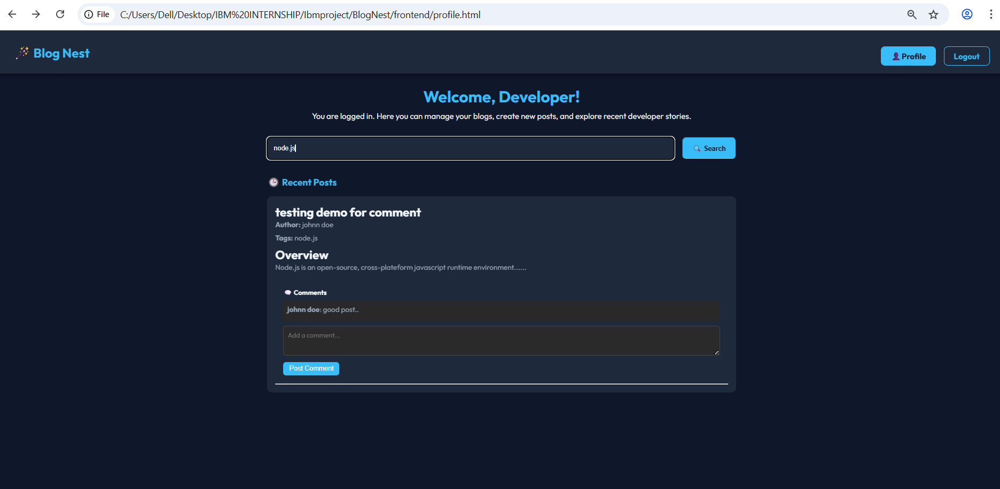 File C:/Users/Dell/Desktop/IBM%20INTERNSHIP/Ibmproject/BlogNest/frontend/profile.html
Blog Nest
Profile Logout
Welcome, Developer!
You are logged in. Here you can manage your blogs, create new posts, and explore recent developer stories.
node.js Search
Recent Posts
testing demo for comment
Author: johnn doe
Tags: node.js
Overview
Node.js is an open-source, cross-plateform javascript runtime environment......
Comments
johnn doe: good post..
Add a comment...
Post Comment